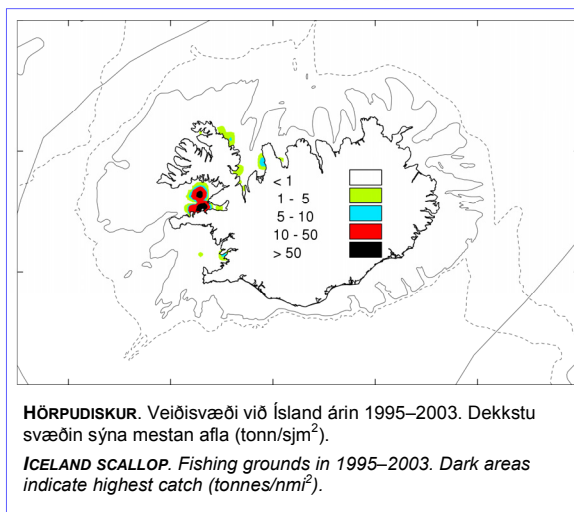 < 1
1 - 5
5 - 10
10 - 50
> 50
HÖRPUDISKUR. Veiðisvæði við Ísland árin 1995–2003. Dekkstu
svæðin sýna mestan afla (tonn/sjm²).
ICELAND SCALLOP. Fishing grounds in 1995–2003. Dark areas
indicate highest catch (tonnes/nmi²).